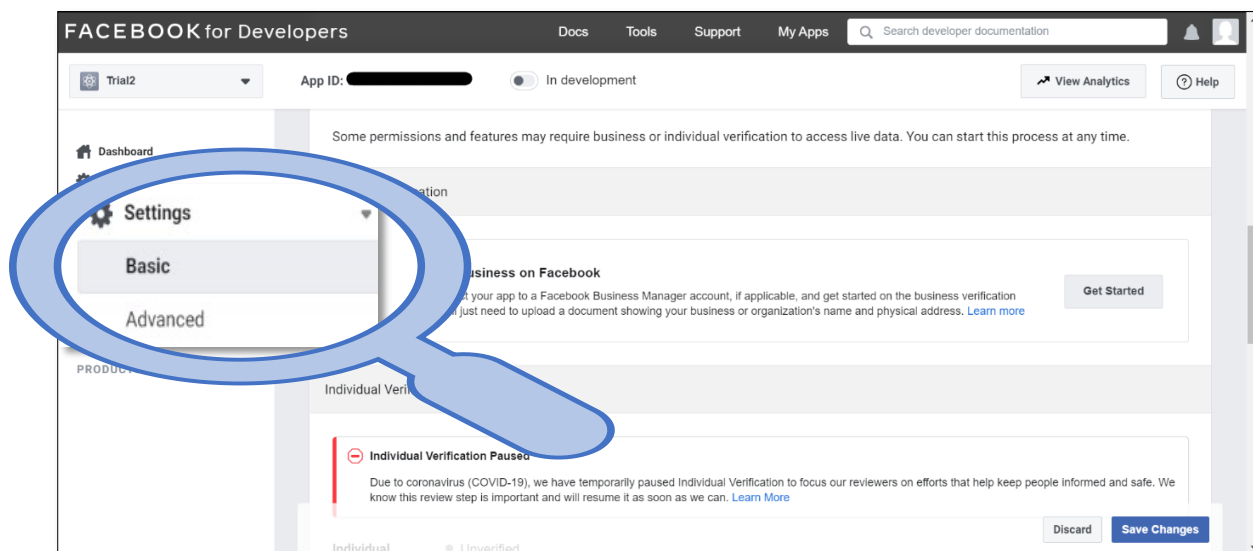 FACEBOOK for Developers Docs Tools Support My Apps Search developer documentation
Trial2 App ID: In development View Analytics Help
Some permissions and features may require business or individual verification to access live data. You can start this process at any time.
Dashboard
Settings
Basic
Advanced
on Facebook
your app to a Facebook Business Manager account, if applicable, and get started on the business verification
just need to upload a document showing your business or organization's name and physical address. Learn more
Get Started
Individual
Individual Verification Paused
Due to coronavirus (COVID-19), we have temporarily paused Individual Verification to focus our reviewers on efforts that help keep people informed and safe. We
know this review step is important and will resume it as soon as we can. Learn More
Discard Save Changes
Individual Unverified